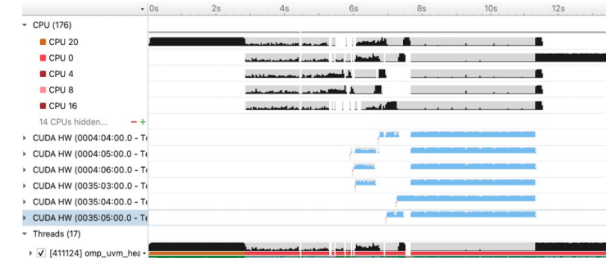 0s 2s 4s 6s 8s 10s 12s
CPU (176)
CPU 20
CPU 0
CPU 4
CPU 8
CPU 16
14 CPUs hidden... − +
CUDA HW (0004:04:00.0 - Te
CUDA HW (0004:05:00.0 - Te
CUDA HW (0004:06:00.0 - Te
CUDA HW (0035:03:00.0 - Te
CUDA HW (0035:04:00.0 - Te
CUDA HW (0035:05:00.0 - Te
Threads (17)
[411124] omp_uvm_hea